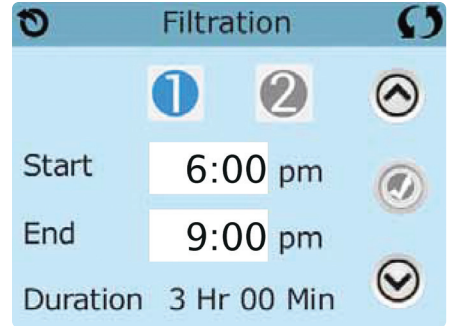 Filtration
1 2
Start 6:00 pm
End 9:00 pm
Duration 3 Hr 00 Min